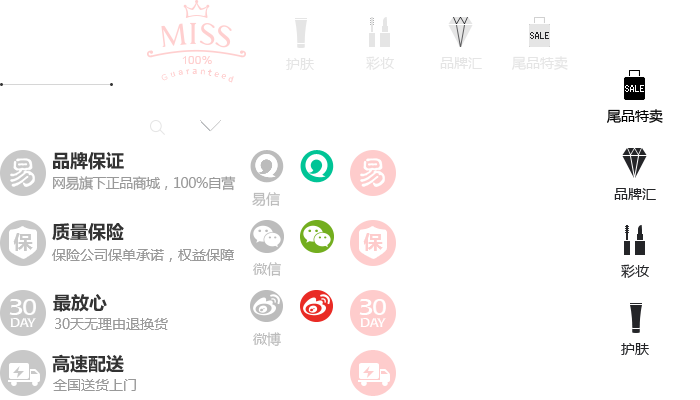 MISS
100%
Guaranteed
护肤
彩妆
品牌汇
SALE
尾品特卖
SALE
尾品特卖
易
品牌保证
网易旗下正品商城，100%自营
易信
易
品牌汇
保
质量保险
保险公司保单承诺，权益保障
微信
保
彩妆
30
DAY
最放心
30天无理由退换货
微博
30
DAY
护肤
高速配送
全国送货上门